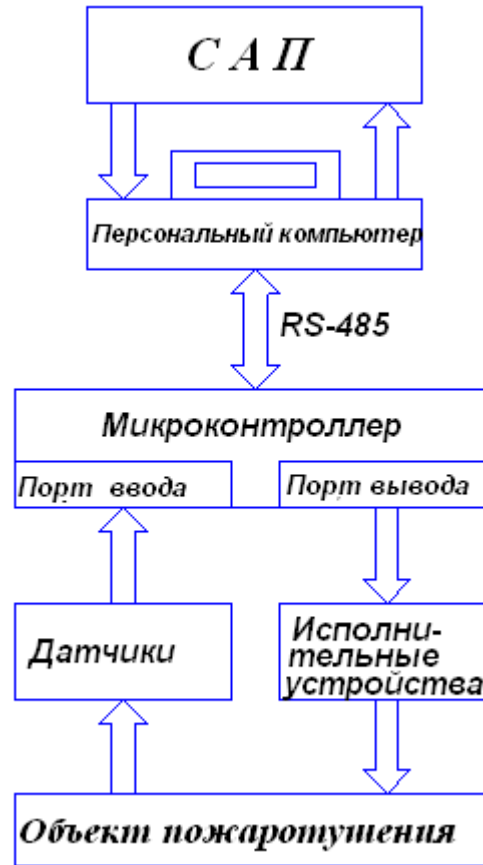 С А П
Персональный компьютер
RS-485
Микроконтроллер
Порт ввода
Порт вывода
Датчики
Исполни-
тельные
устройства
Объект пожаротушения